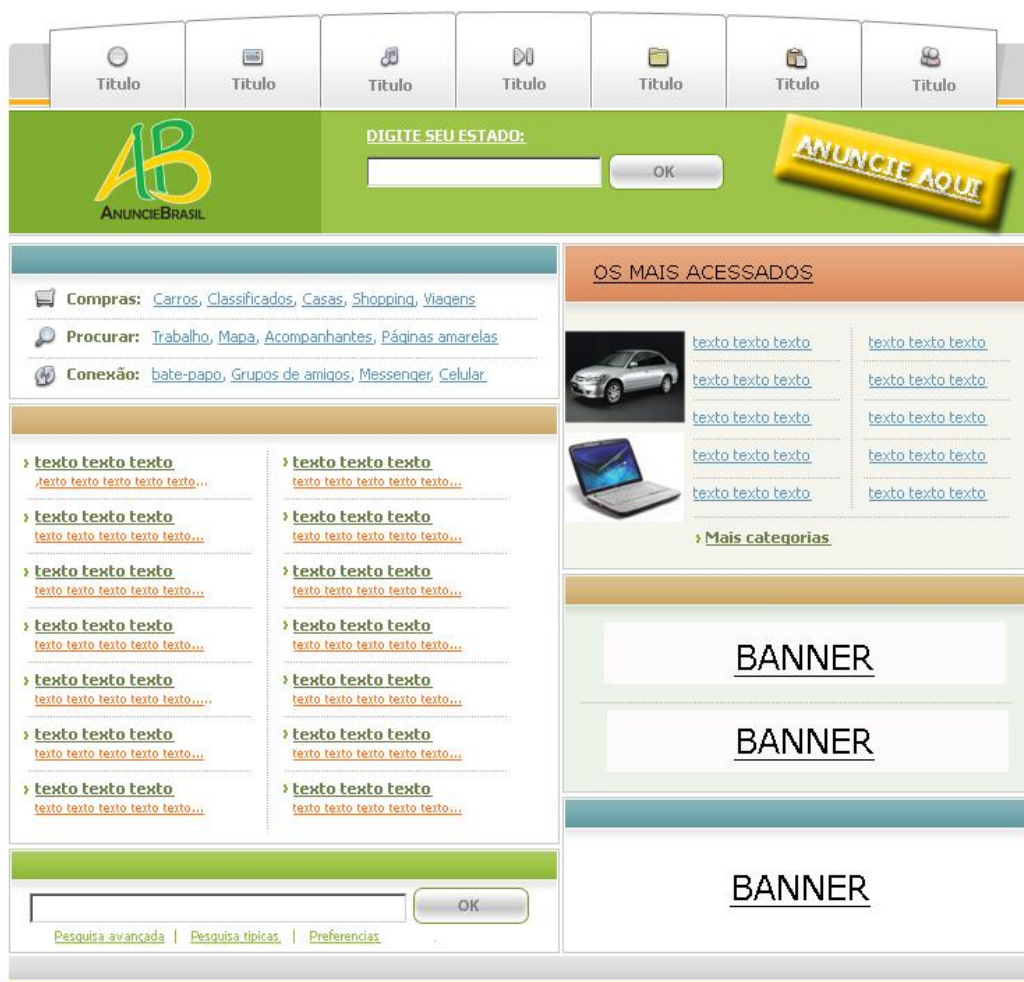 Titulo Titulo Titulo Titulo Titulo Titulo Titulo
AB
ANUNCIEBRASIL
DIGITE SEU ESTADO:
OK
ANUNCIE AQUI
Compras: Carros, Classificados, Casas, Shopping, Viagens
Procurar: Trabalho, Mapa, Acompanhantes, Páginas amarelas
Conexão: bate-papo, Grupos de amigos, Messenger, Celular
› texto texto texto
,texto texto texto texto texto...
› texto texto texto
texto texto texto texto texto...
› texto texto texto
texto texto texto texto texto...
› texto texto texto
texto texto texto texto texto...
› texto texto texto
texto texto texto texto texto.....
› texto texto texto
texto texto texto texto texto...
› texto texto texto
texto texto texto texto texto...
› texto texto texto
texto texto texto texto texto...
› texto texto texto
texto texto texto texto texto...
› texto texto texto
texto texto texto texto texto...
› texto texto texto
texto texto texto texto texto...
› texto texto texto
texto texto texto texto texto...
› texto texto texto
texto texto texto texto texto...
› texto texto texto
texto texto texto texto texto...
OK
Pesquisa avançada | Pesquisa tipicas | Preferencias
OS MAIS ACESSADOS
texto texto texto
texto texto texto
texto texto texto
texto texto texto
texto texto texto
texto texto texto
texto texto texto
texto texto texto
texto texto texto
texto texto texto
› Mais categorias
BANNER
BANNER
BANNER